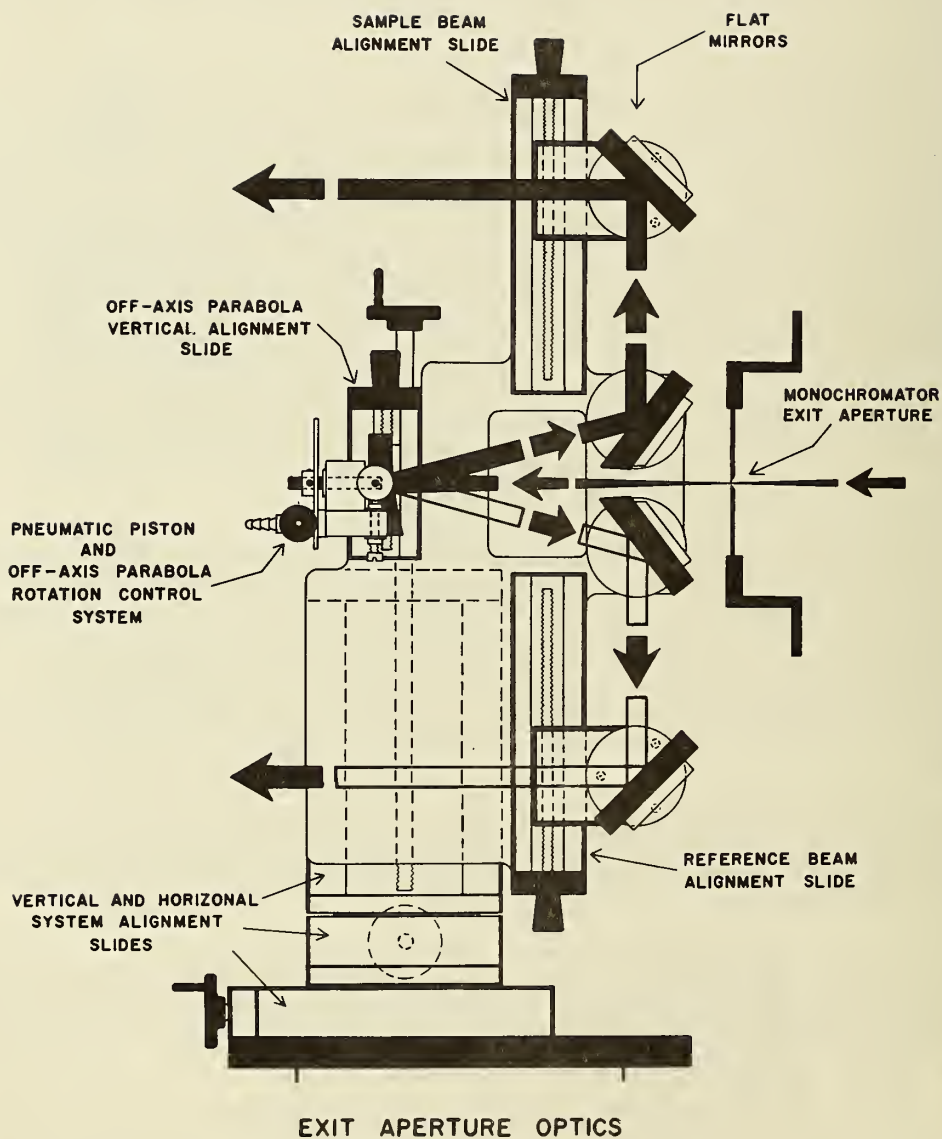 SAMPLE BEAM
ALIGNMENT SLIDE
FLAT
MIRRORS
OFF-AXIS PARABOLA
VERTICAL ALIGNMENT
SLIDE
MONOCHROMATOR
EXIT APERTURE
PNEUMATIC PISTON
AND
OFF-AXIS PARABOLA
ROTATION CONTROL
SYSTEM
REFERENCE BEAM
ALIGNMENT SLIDE
VERTICAL AND HORIZONAL
SYSTEM ALIGNMENT
SLIDES
EXIT APERTURE OPTICS